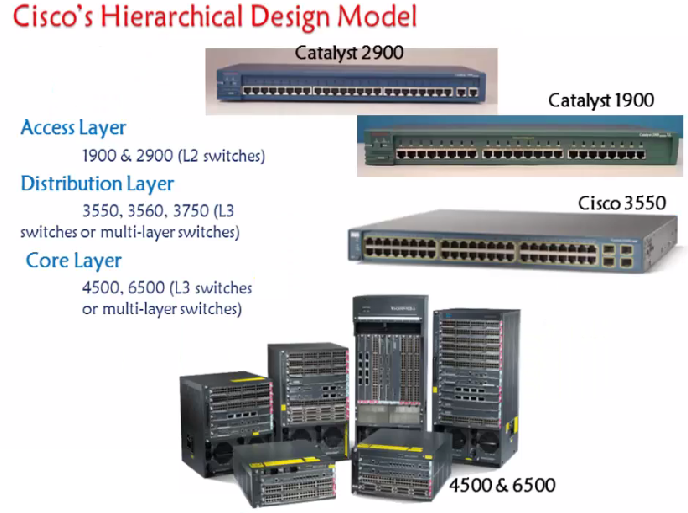 Cisco's Hierarchical Design Model
Catalyst 2900
Catalyst 1900
Access Layer
1900 & 2900 (L2 switches)
Distribution Layer
3550, 3560, 3750 (L3
switches or multi-layer switches)
Cisco 3550
Core Layer
4500, 6500 (L3 switches
or multi-layer switches)
4500 & 6500